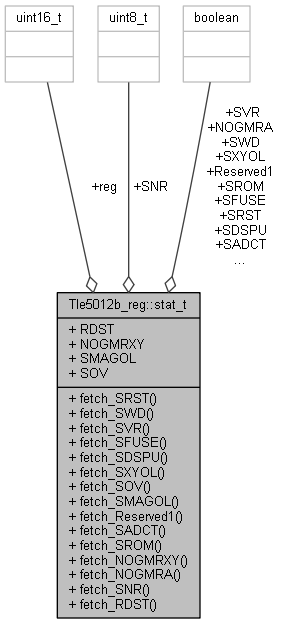 uint16_t
uint8_t
boolean
+reg
+SNR
+SVR
+NOGMRA
+SWD
+SXYOL
+Reserved1
+SROM
+SFUSE
+SRST
+SDSPU
+SADCT
...
Tle5012b_reg::stat_t
+ RDST
+ NOGMRXY
+ SMAGOL
+ SOV
+ fetch_SRST()
+ fetch_SWD()
+ fetch_SVR()
+ fetch_SFUSE()
+ fetch_SDSPU()
+ fetch_SXYOL()
+ fetch_SOV()
+ fetch_SMAGOL()
+ fetch_Reserved1()
+ fetch_SADCT()
+ fetch_SROM()
+ fetch_NOGMRXY()
+ fetch_NOGMRA()
+ fetch_SNR()
+ fetch_RDST()